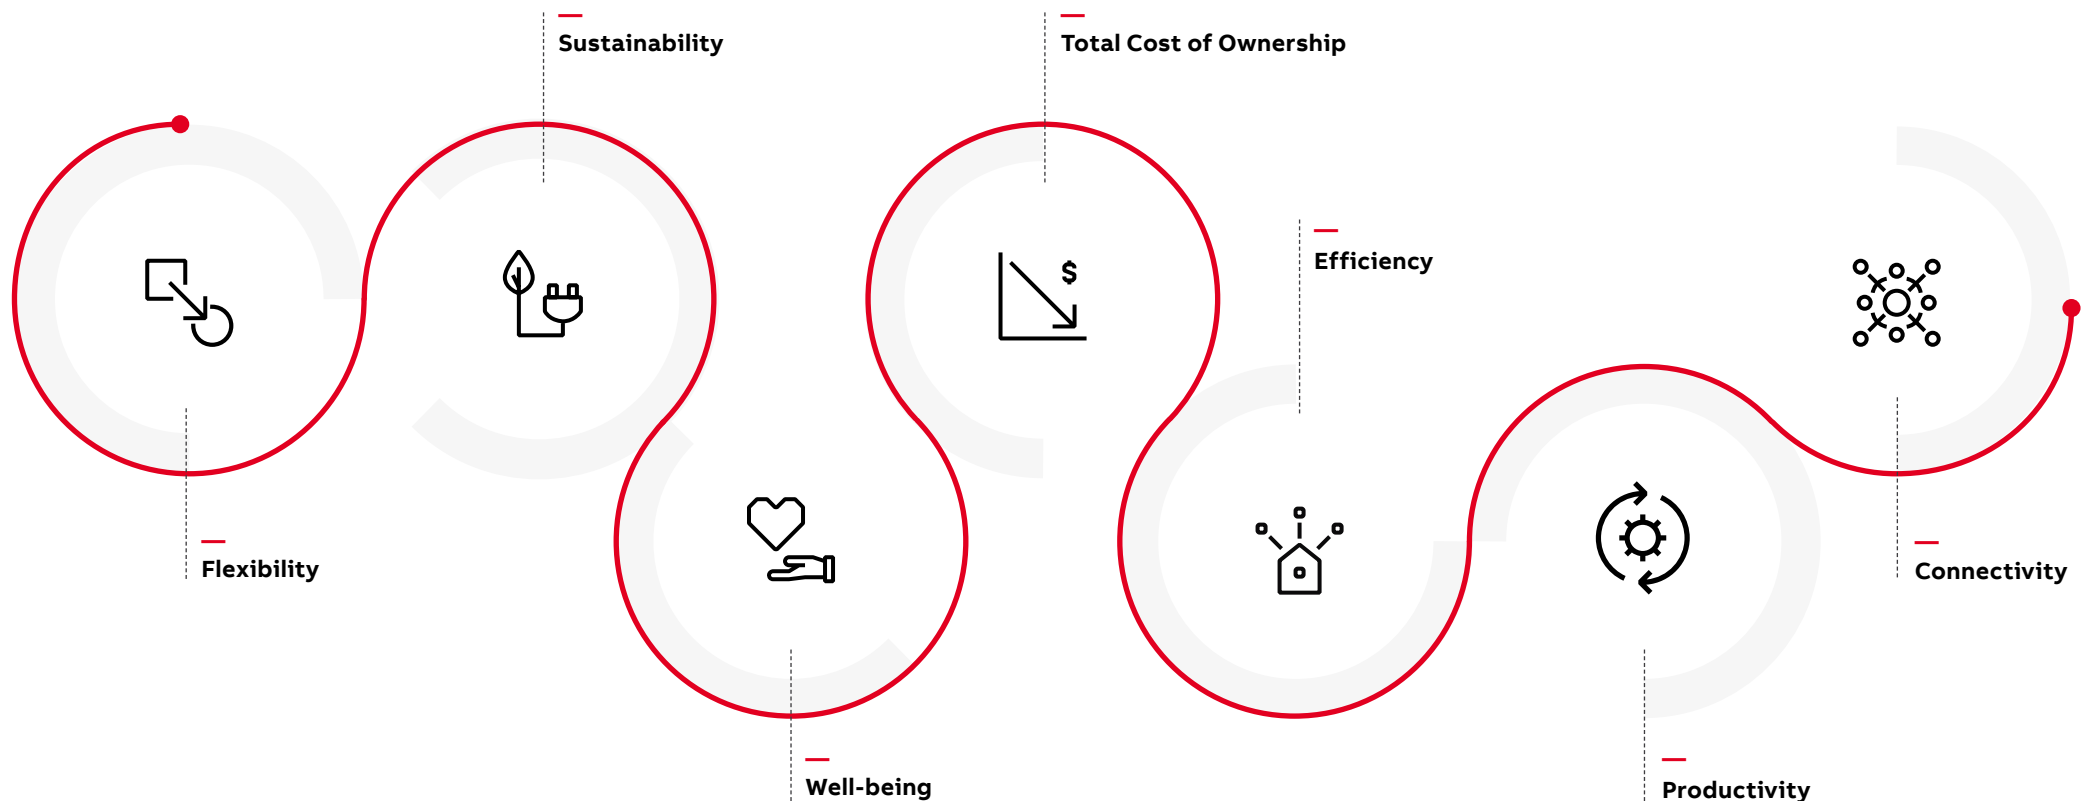 Sustainability
Total Cost of Ownership
$
Efficiency
Flexibility
Connectivity
Well-being
Productivity